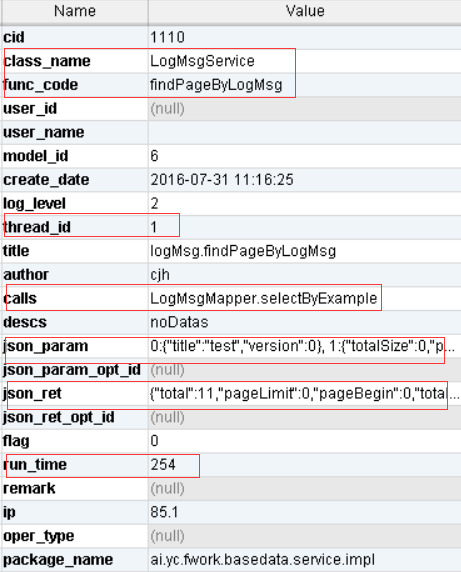 Name Value
cid 1110
class_name LogMsgService
func_code findPageByLogMsg
user_id (null)
user_name
model_id 6
create_date 2016-07-31 11:16:25
log_level 2
thread_id 1
title logMsg.findPageByLogMsg
author cjh
calls LogMsgMapper.selectByExample
descs noDatas
json_param 0:{"title":"test","version":0}, 1:{"totalSize":0,"p...
json_param_opt_id (null)
json_ret {"total":11,"pageLimit":0,"pageBegin":0,"total...
json_ret_opt_id (null)
flag 0
run_time 254
remark (null)
ip 85.1
oper_type (null)
package_name ai.yc.fwork.basedata.service.impl